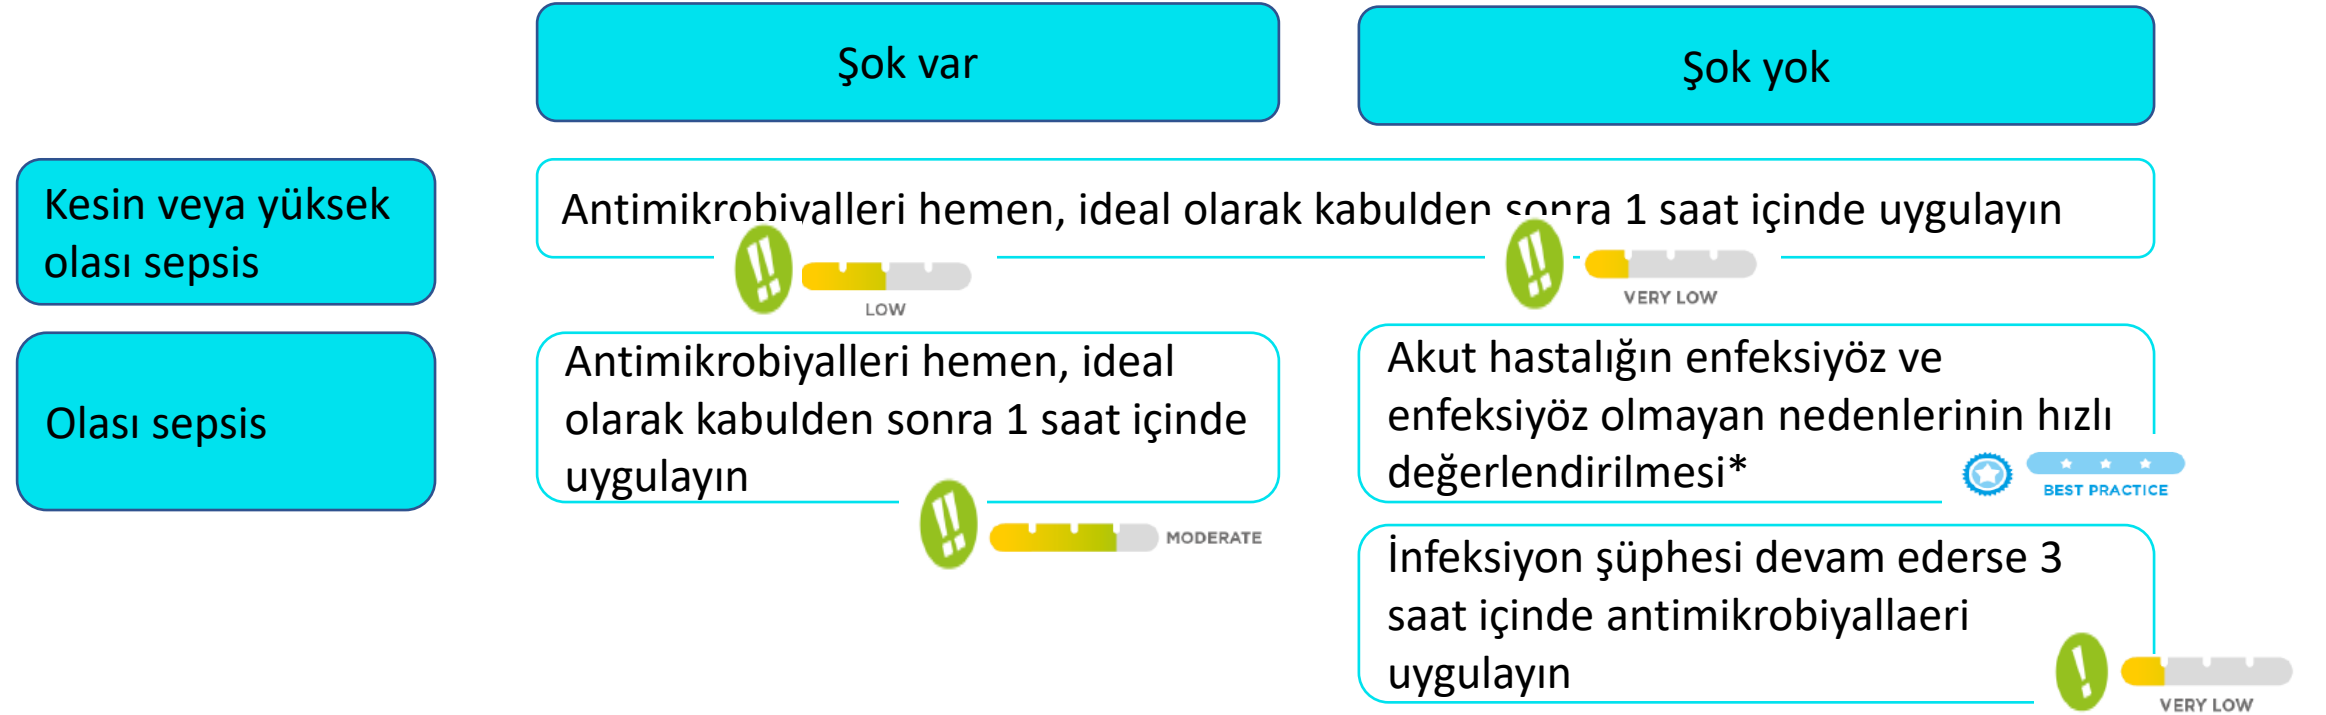 Şok var
Şok yok
Kesin veya yüksek
olası sepsis
Antimikrobiyalleri hemen, ideal olarak kabulden sonra 1 saat içinde uygulayın
LOW
VERY LOW
Olası sepsis
Antimikrobiyalleri hemen, ideal
olarak kabulden sonra 1 saat içinde
uygulayın
MODERATE
Akut hastalığın enfeksiyöz ve
enfeksiyöz olmayan nedenlerinin hızlı
değerlendirilmesi*
BEST PRACTICE
İnfeksiyon şüphesi devam ederse 3
saat içinde antimikrobiyallaeri
uygulayın
VERY LOW